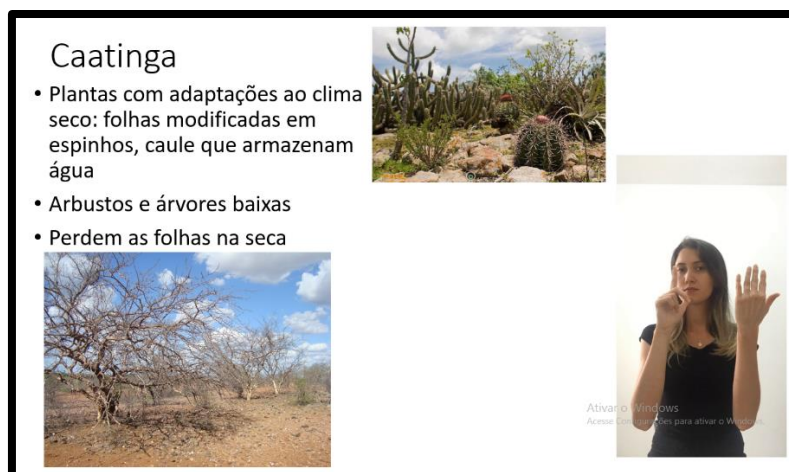 Caatinga
• Plantas com adaptações ao clima
seco: folhas modificadas em
espinhos, caule que armazenam
água
• Arbustos e árvores baixas
• Perdem as folhas na seca
Ativar o Windows
Acesse Configurações para ativar o Windows.